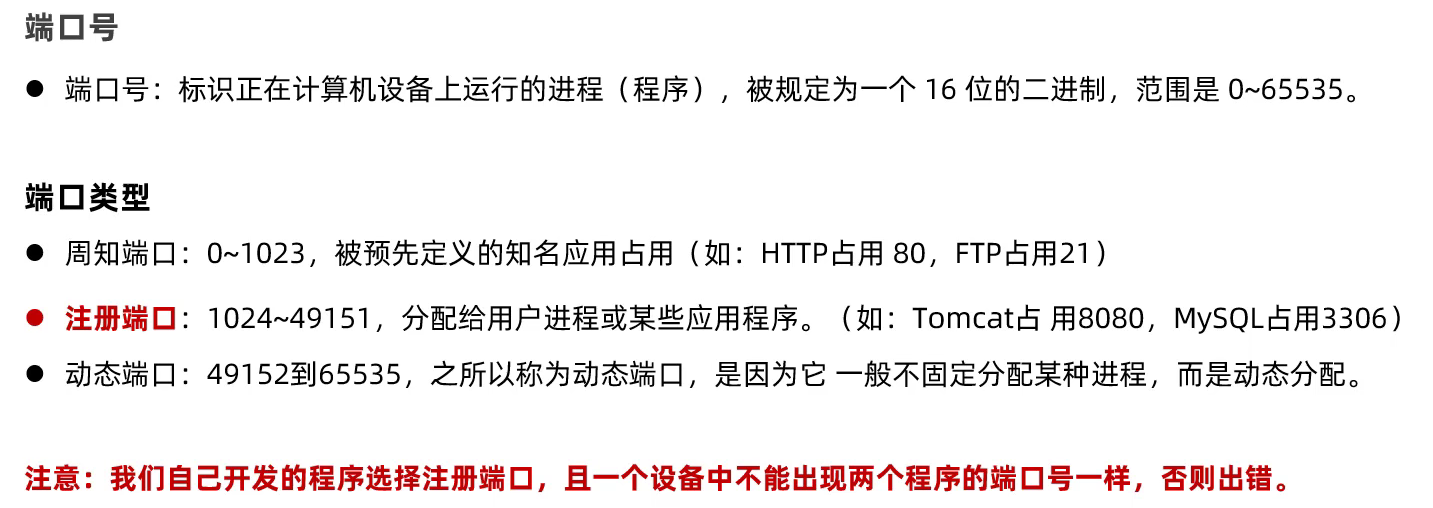 端口号
● 端口号：标识正在计算机设备上运行的进程（程序），被规定为一个 16 位的二进制，范围是 0~65535。
端口类型
● 周知端口：0~1023，被预先定义的知名应用占用（如：HTTP占用 80，FTP占用21）
● 注册端口：1024~49151，分配给用户进程或某些应用程序。（如：Tomcat占 用8080，MySQL占用3306）
● 动态端口：49152到65535，之所以称为动态端口，是因为它 一般不固定分配某种进程，而是动态分配。
注意：我们自己开发的程序选择注册端口，且一个设备中不能出现两个程序的端口号一样，否则出错。